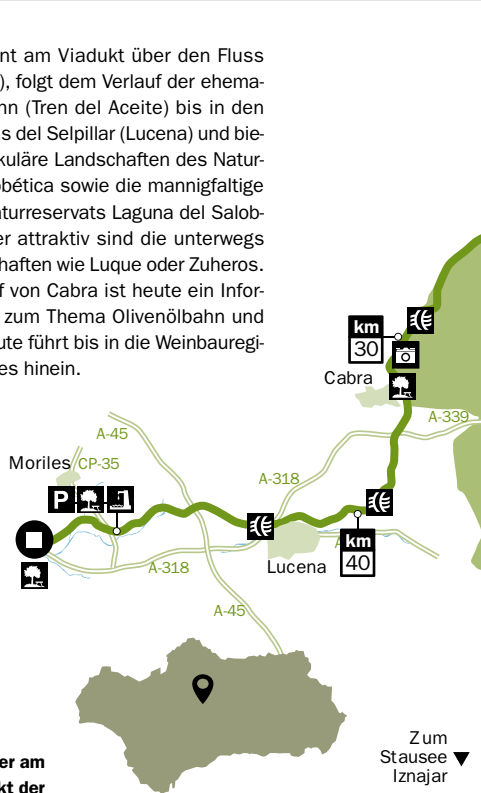 nt am Viadukt über den Fluss
), folgt dem Verlauf der ehema-
nn (Tren del Aceite) bis in den
s del Selpillar (Lucena) und bie-
kuläre Landschaften des Natur-
bética sowie die mannigfaltige
turreservats Laguna del Salob-
er attraktiv sind die unterwegs
haften wie Luque oder Zuheros.
f von Cabra ist heute ein Infor-
zum Thema Olivenölbahn und
ute führt bis in die Weinbauregi-
es hinein.
km
30
Cabra
A-339
A-45
Moriles
CP-35
A-318
P
km
40
Lucena
A-318
A-45
Zum
Stausee
Iznajar
er am
kt der